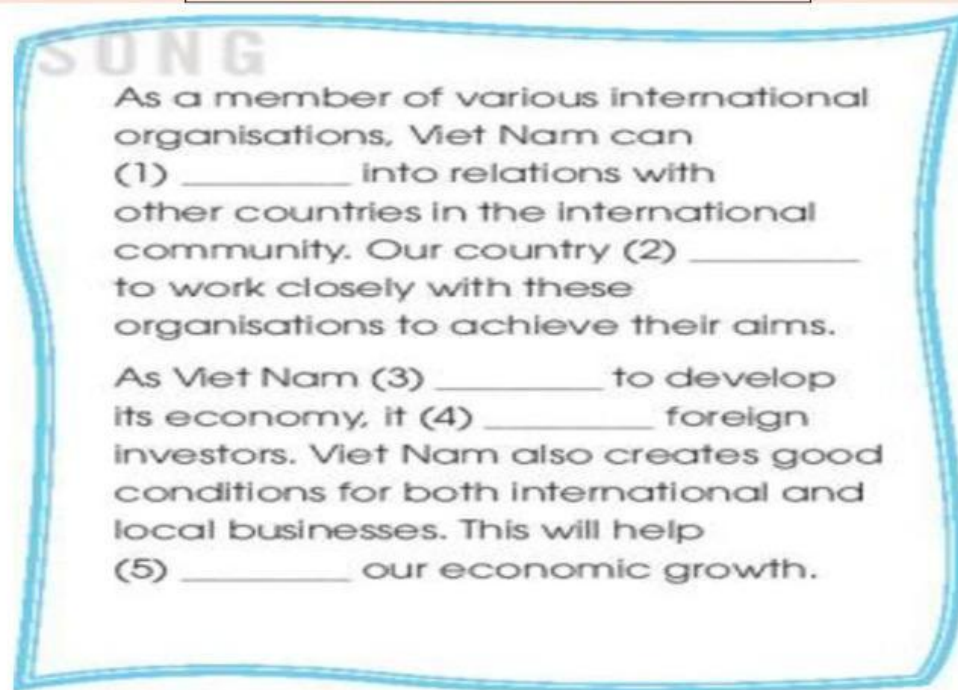 SONG
As a member of various international
organisations, Viet Nam can
(1) _________ into relations with
other countries in the international
community. Our country (2) _________
to work closely with these
organisations to achieve their aims.
As Viet Nam (3) _________ to develop
its economy, it (4) _________ foreign
investors. Viet Nam also creates good
conditions for both international and
local businesses. This will help
(5) _________ our economic growth.